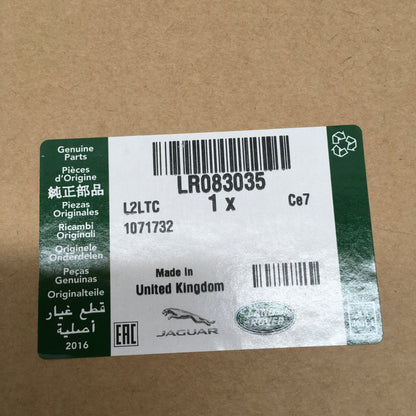 Genuine
Parts
Pièces
d'Origine
純正部品
Piezas
Originales
Ricambi
Originali
Originele
Onderdelen
Peças
Genuinas
Originalteile
قطع غيار
أصلية
2016
LR083035
L2LTC
1 x
Ce7
1071732
Made In
United Kingdom
EAC
JAGUAR
LAND
ROVER